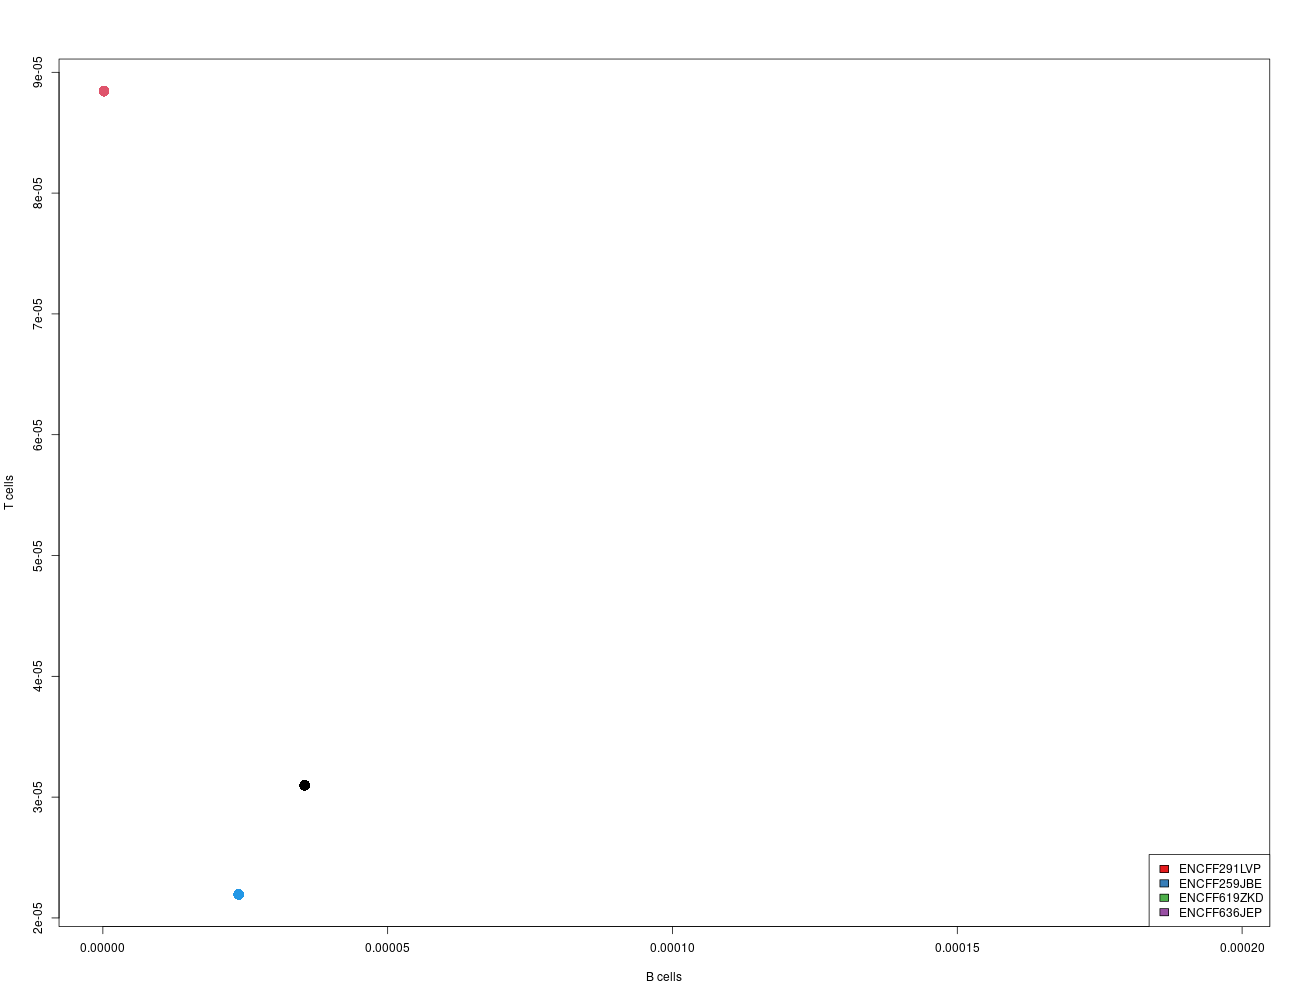 9e-05
8e-05
7e-05
6e-05
5e-05
4e-05
3e-05
2e-05
T cells
0.00000
0.00005
0.00010
0.00015
0.00020
B cells
ENCFF291LVP
ENCFF259JBE
ENCFF619ZKD
ENCFF636JEP